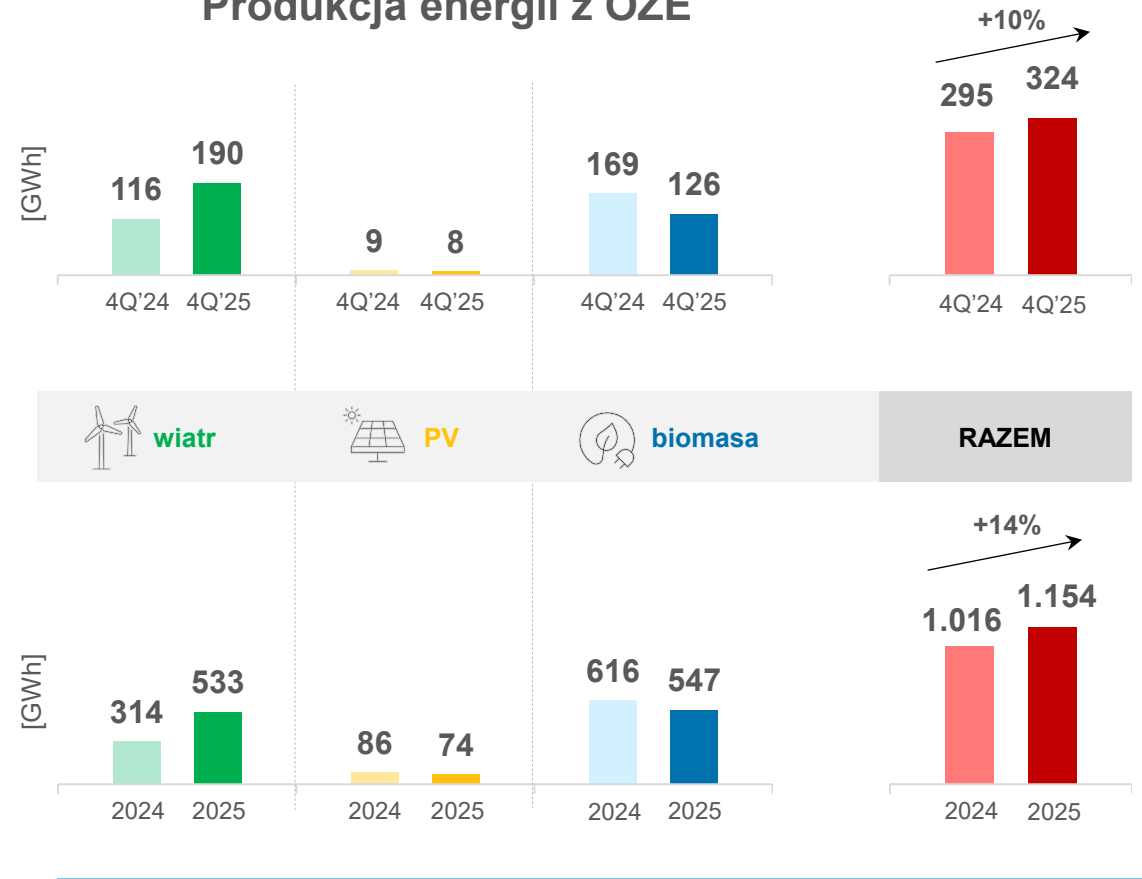 Produkcja energii z OZE
+10%
[GWh]
116 190
9 8
169 126
295 324
4Q’24 4Q’25
4Q’24 4Q’25
4Q’24 4Q’25
4Q’24 4Q’25
wiatr
PV
biomasa
RAZEM
+14%
[GWh]
314 533
86 74
616 547
1.016 1.154
2024 2025
2024 2025
2024 2025
2024 2025